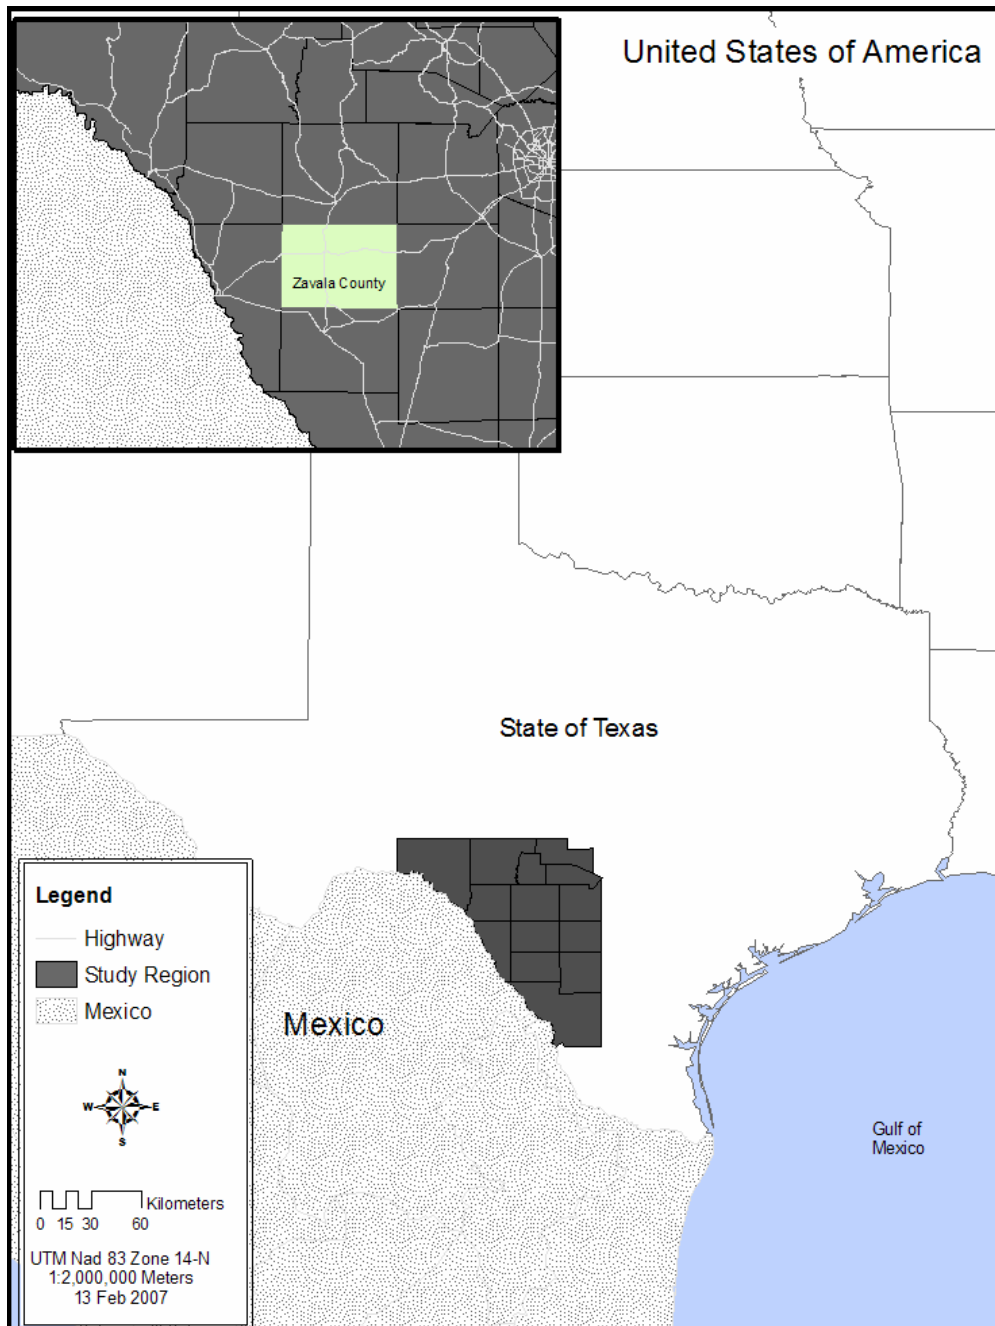 United States of America
Zavala County
State of Texas
Legend
Highway
Study Region
Mexico
Mexico
N
W E
S
Gulf of
Mexico
Kilometers
0 15 30 60
UTM Nad 83 Zone 14-N
1:2,000,000 Meters
13 Feb 2007